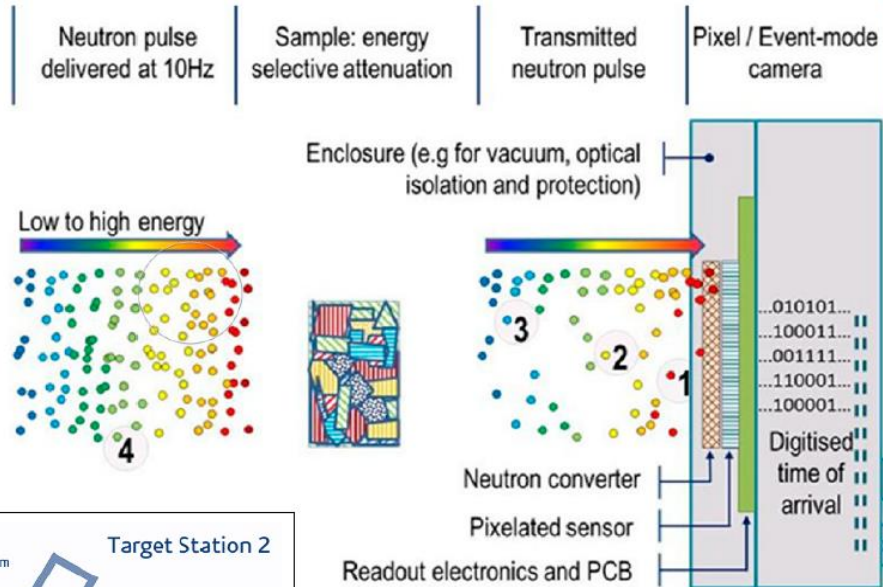 Neutron pulse
delivered at 10Hz
Sample: energy
selective attenuation
Transmitted
neutron pulse
Pixel / Event-mode
camera
Enclosure (e.g for vacuum, optical
isolation and protection)
Low to high energy
3
2
1
4
...010101...
...100011...
...001111...
...110001...
...100001...
Digitised
time of
arrival
Neutron converter
Pixelated sensor
Readout electronics and PCB
Target Station 2
m